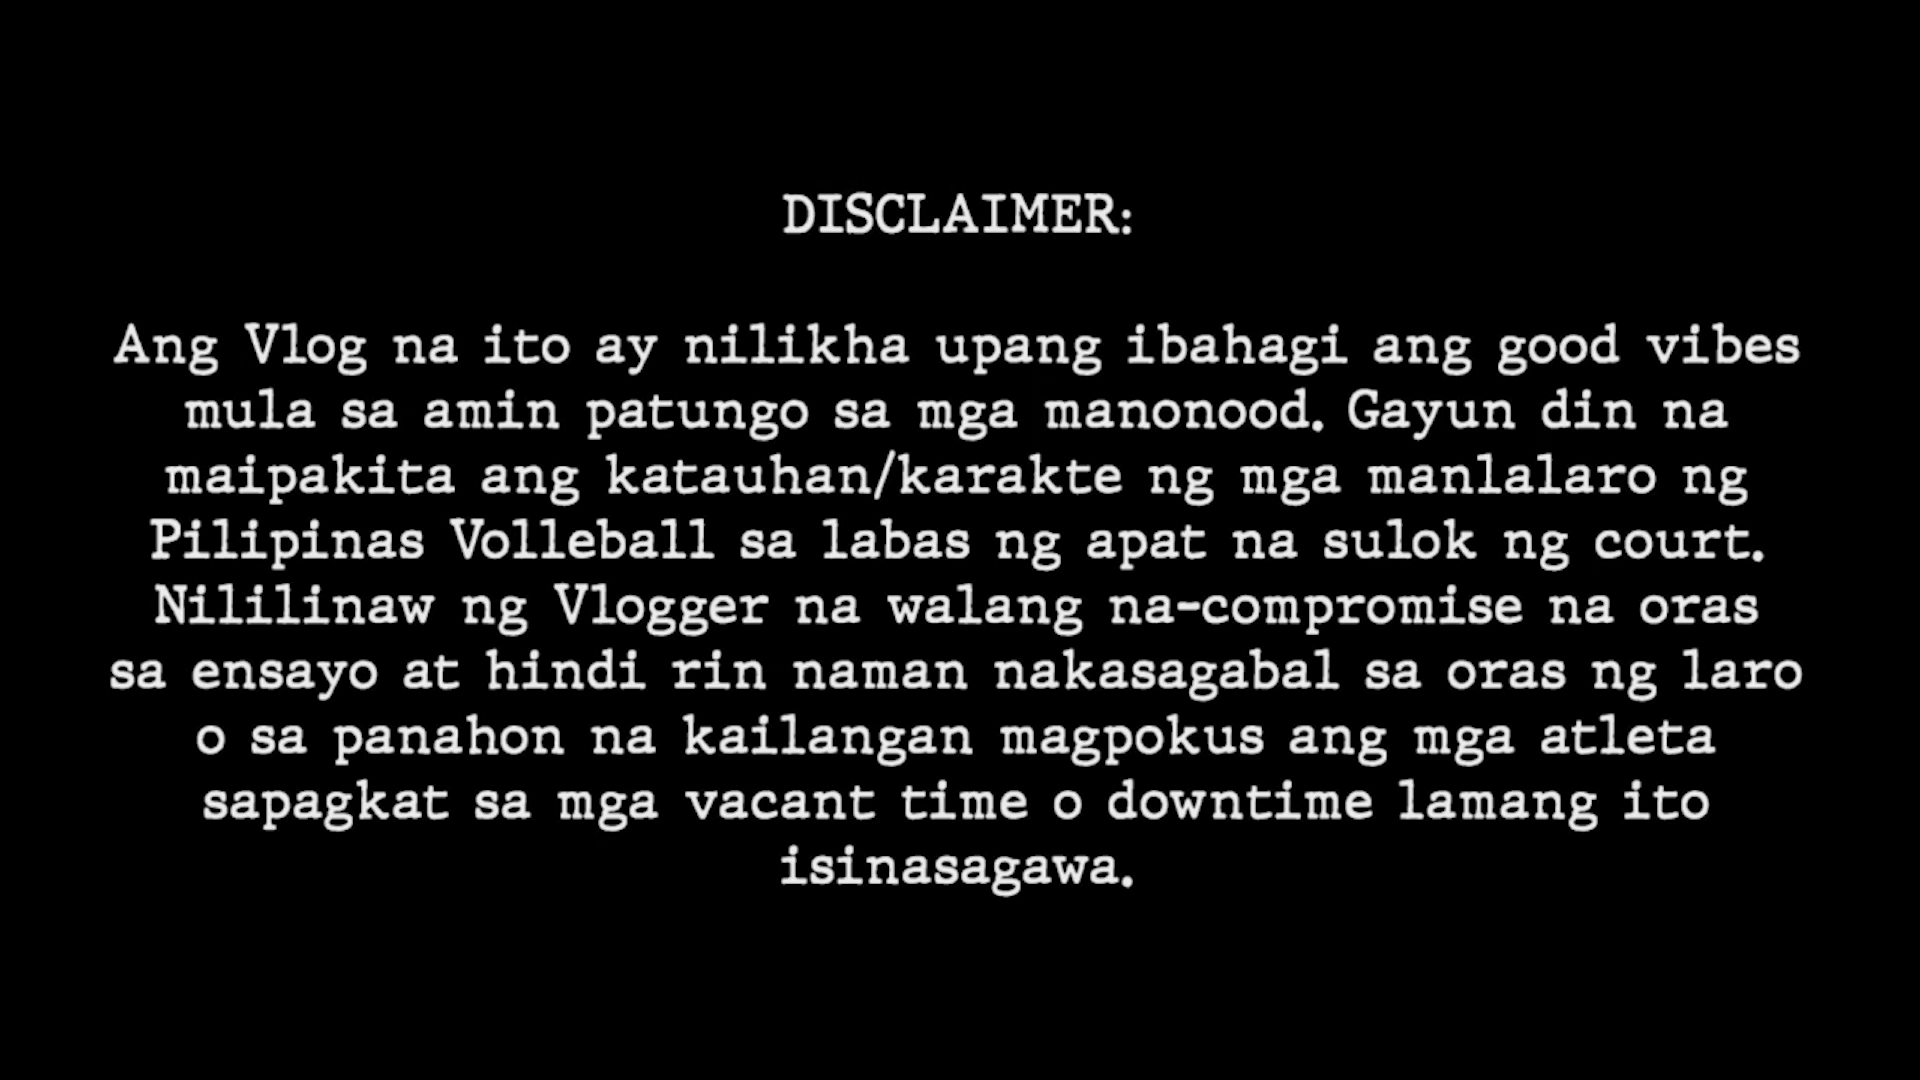 DISCLAIMER:
Ang Vlog na ito ay nilikha upang ibahagi ang good vibes
mula sa amin patungo sa mga manonood. Gayun din na
maipakita ang katauhan/karakte ng mga manlalaro ng
Pilipinas Volleball sa labas ng apat na sulok ng court.
Nililinaw ng Vlogger na walang na-compromise na oras
sa ensayo at hindi rin naman nakasagabal sa oras ng laro
o sa panahon na kailangan magpokus ang mga atleta
sapagkat sa mga vacant time o downtime lamang ito
isinasagawa.